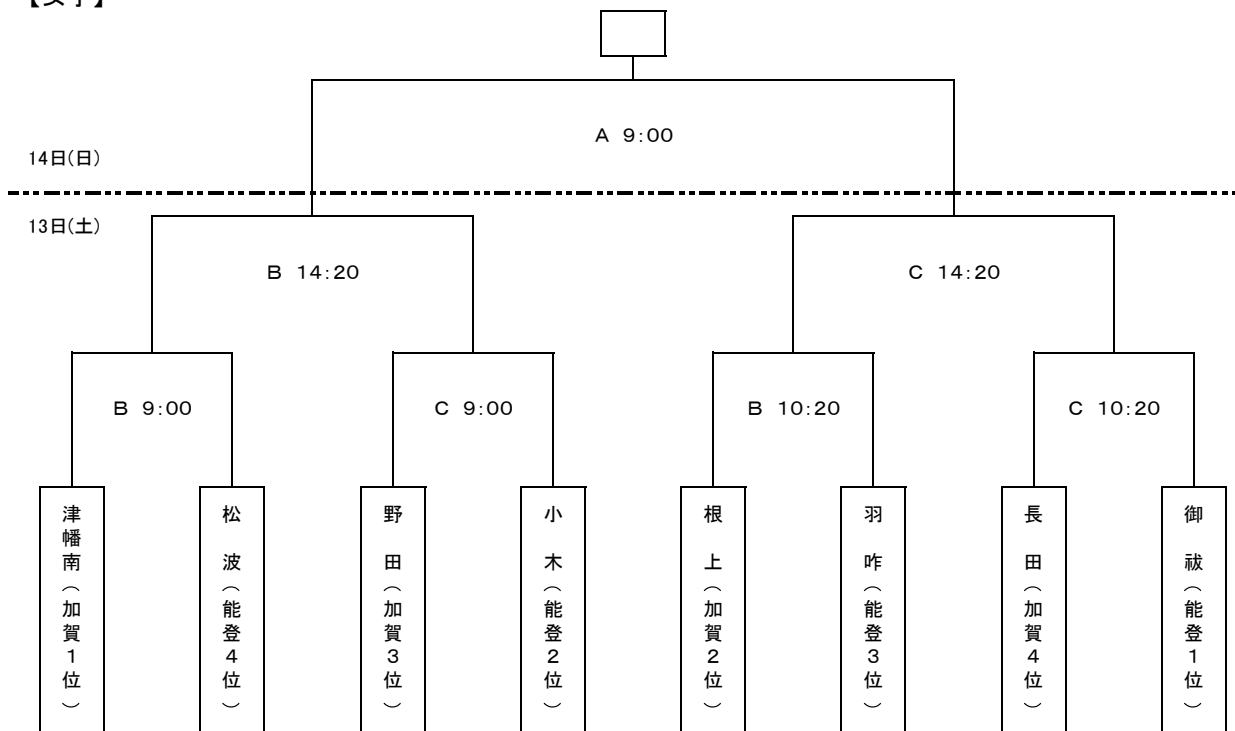 A 9:00
14日(日)
13日(土)
B 14:20
C 14:20
B 9:00
C 9:00
B 10:20
C 10:20
津幡南(加賀1位)
松 波(能登4位)
野 田(加賀3位)
小 木(能登2位)
根 上(加賀2位)
羽 咋(能登3位)
長 田(加賀4位)
御 祓(能登1位)